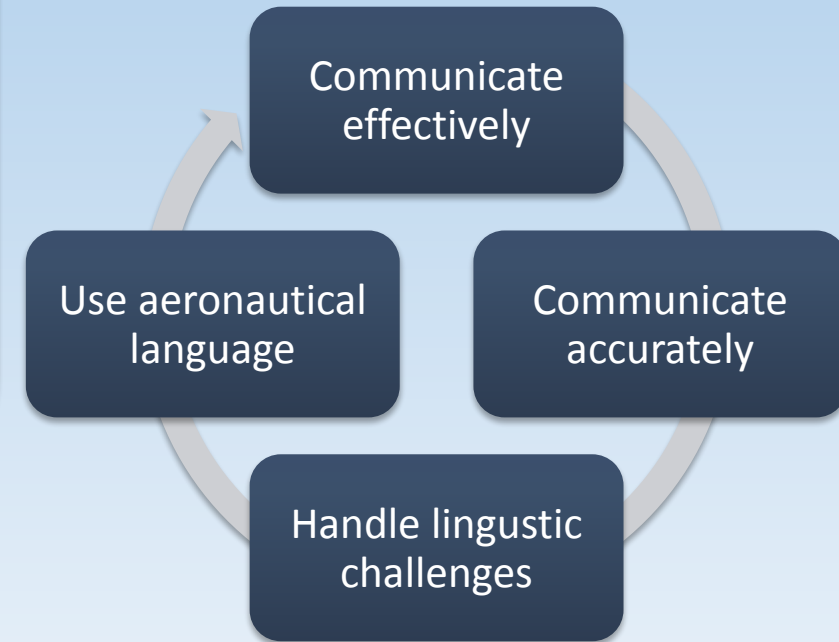 Communicate
effectively
Use aeronautical
language
Communicate
accurately
Handle lingustic
challenges